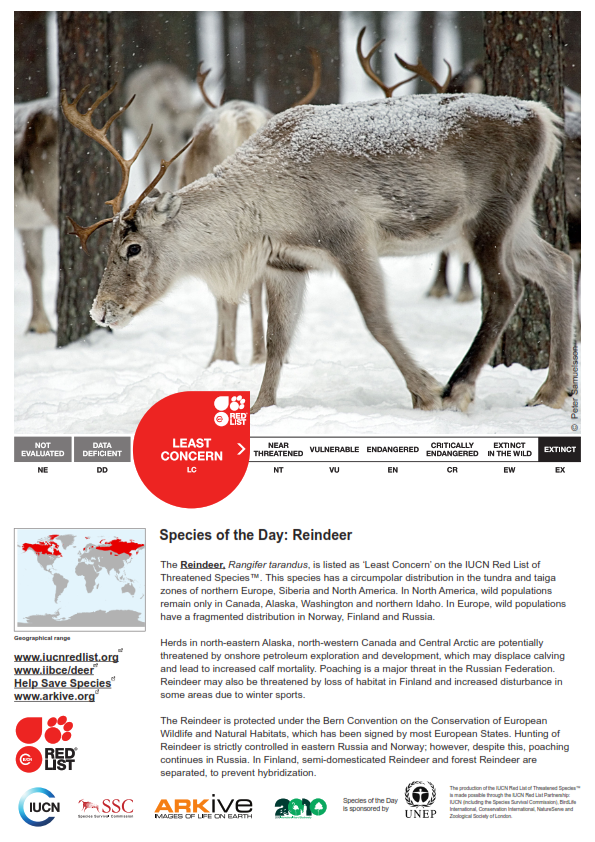 © Peter Samuelsson
RED
LIST
NOT
EVALUATED
DATA
DEFICIENT
LEAST
CONCERN
LC
NEAR
THREATENED
VULNERABLE
ENDANGERED
CRITICALLY
ENDANGERED
EXTINCT
IN THE WILD
EXTINCT
NE
DD
NT
VU
EN
CR
EW
EX
Species of the Day: Reindeer
The Reindeer, Rangifer tarandus, is listed as ‘Least Concern’ on the IUCN Red List of
Threatened Species™. This species has a circumpolar distribution in the tundra and taiga
zones of northern Europe, Siberia and North America. In North America, wild populations
remain only in Canada, Alaska, Washington and northern Idaho. In Europe, wild populations
have a fragmented distribution in Norway, Finland and Russia.
Herds in north-eastern Alaska, north-western Canada and Central Arctic are potentially
threatened by onshore petroleum exploration and development, which may displace calving
and lead to increased calf mortality. Poaching is a major threat in the Russian Federation.
Reindeer may also be threatened by loss of habitat in Finland and increased disturbance in
some areas due to winter sports.
The Reindeer is protected under the Bern Convention on the Conservation of European
Wildlife and Natural Habitats, which has been signed by most European States. Hunting of
Reindeer is strictly controlled in eastern Russia and Norway; however, despite this, poaching
continues in Russia. In Finland, semi-domesticated Reindeer and forest Reindeer are
separated, to prevent hybridization.
Geographical range
www.iucnredlist.org
www.iibce/deer
Help Save Species
www.arkive.org
IUCN
RED
LIST
IUCN
SSC
Species Survival Commission
ARKive
IMAGES OF LIFE ON EARTH
2010
Species of the Day
is sponsored by
UNEP
The production of the IUCN Red List of Threatened Species™
is made possible through the IUCN Red List Partnership:
IUCN (including the Species Survival Commission), BirdLife
International, Conservation International, NatureServe and
Zoological Society of London.